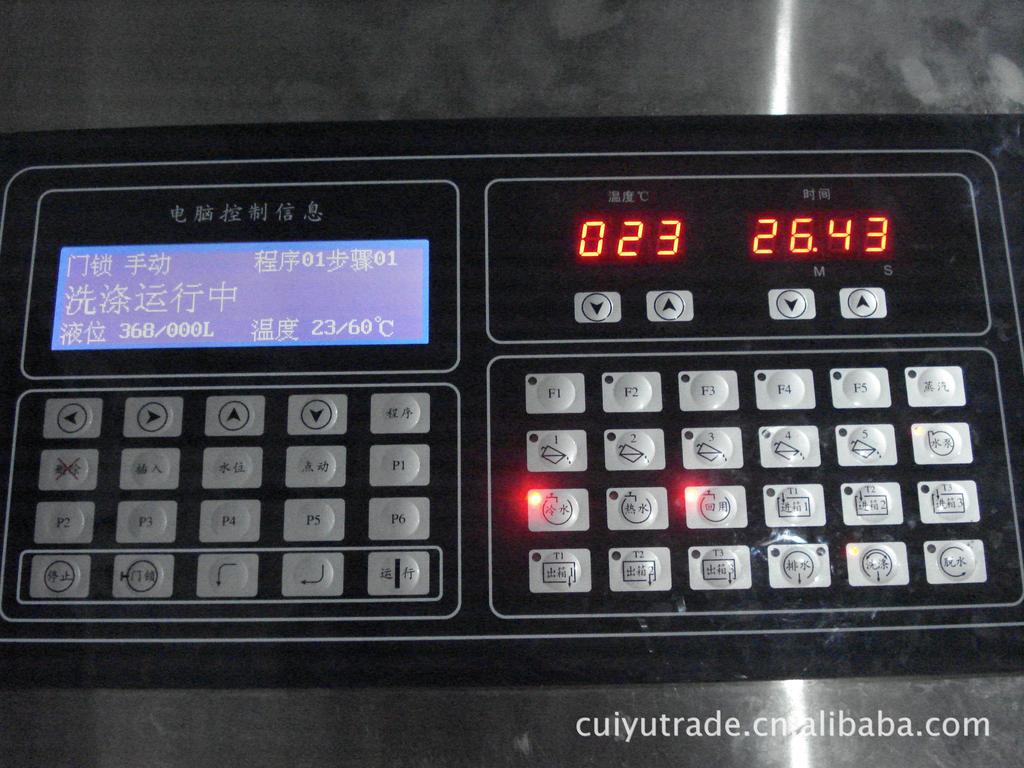 电脑控制信息
门锁 手动 程序01步骤01
洗涤运行中
液位 368/000L 温度 23/60℃
温度℃ 时间
023 26.43
M S
程序
删除 插入 水位 点动 P1
P2 P3 P4 P5 P6
停止 门锁 运行
F1 F2 F3 F4 F5 蒸汽
1 2 3 4 5 水泵
冷水 热水 回用 T1 进箱1 T2 进箱2 T3 进箱3
T1 出箱1 T2 出箱2 T3 出箱3 排水 洗涤 脱水
cuiyutrade.cn.alibaba.com